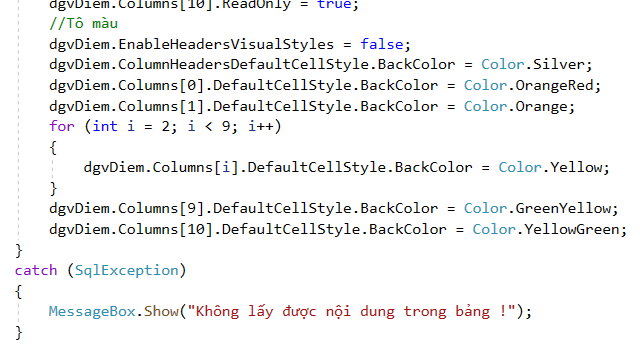 dgvDiem.Columns[10].ReadOnly = true;
//Tô màu
dgvDiem.EnableHeadersVisualStyles = false;
dgvDiem.ColumnHeadersDefaultCellStyle.BackColor = Color.Silver;
dgvDiem.Columns[0].DefaultCellStyle.BackColor = Color.OrangeRed;
dgvDiem.Columns[1].DefaultCellStyle.BackColor = Color.Orange;
for (int i = 2; i < 9; i++)
{
dgvDiem.Columns[i].DefaultCellStyle.BackColor = Color.Yellow;
}
dgvDiem.Columns[9].DefaultCellStyle.BackColor = Color.GreenYellow;
dgvDiem.Columns[10].DefaultCellStyle.BackColor = Color.YellowGreen;
}
catch (SqlException)
{
MessageBox.Show("Không lấy được nội dung trong bảng !");
}